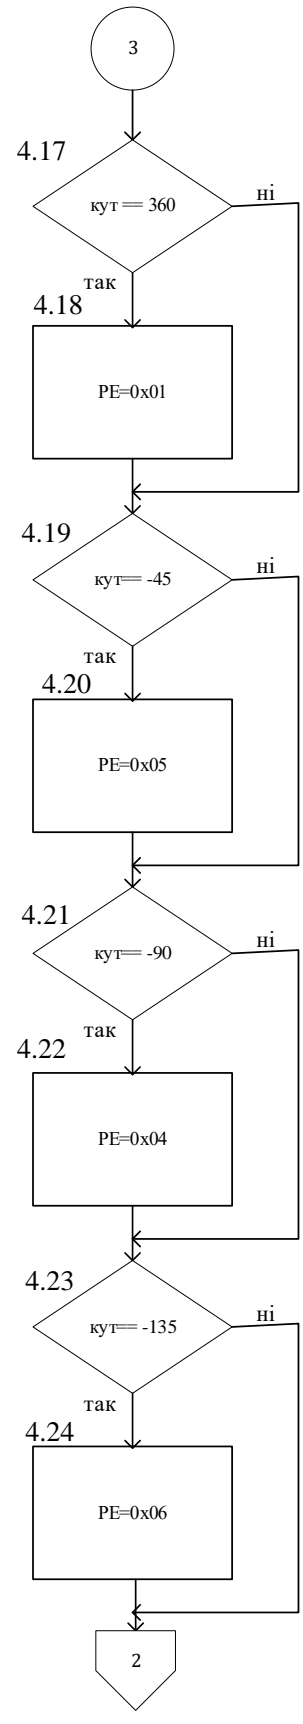 3
4.17
ні
кут == 360
так
4.18
PE=0x01
4.19
ні
кут== -45
так
4.20
PE=0x05
4.21
ні
кут== -90
так
4.22
PE=0x04
4.23
ні
кут== -135
так
4.24
PE=0x06
2